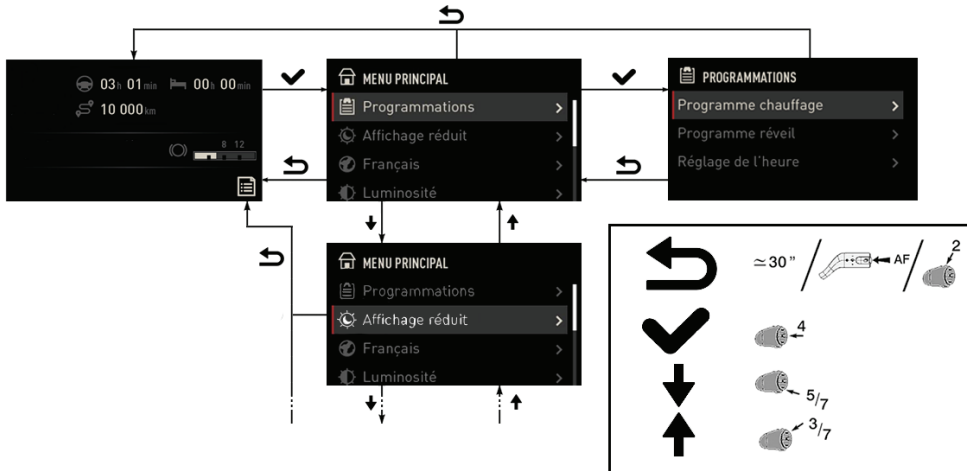 03h 01min 00h 00min
10 000km
8 12
MENU PRINCIPAL
Programmations
Affichage réduit
Français
Luminosité
PROGRAMMATIONS
Programme chauffage
Programme réveil
Réglage de l'heure
MENU PRINCIPAL
Programmations
Affichage réduit
Français
Luminosité
≃30" / AF / 2
4
5/7
3/7